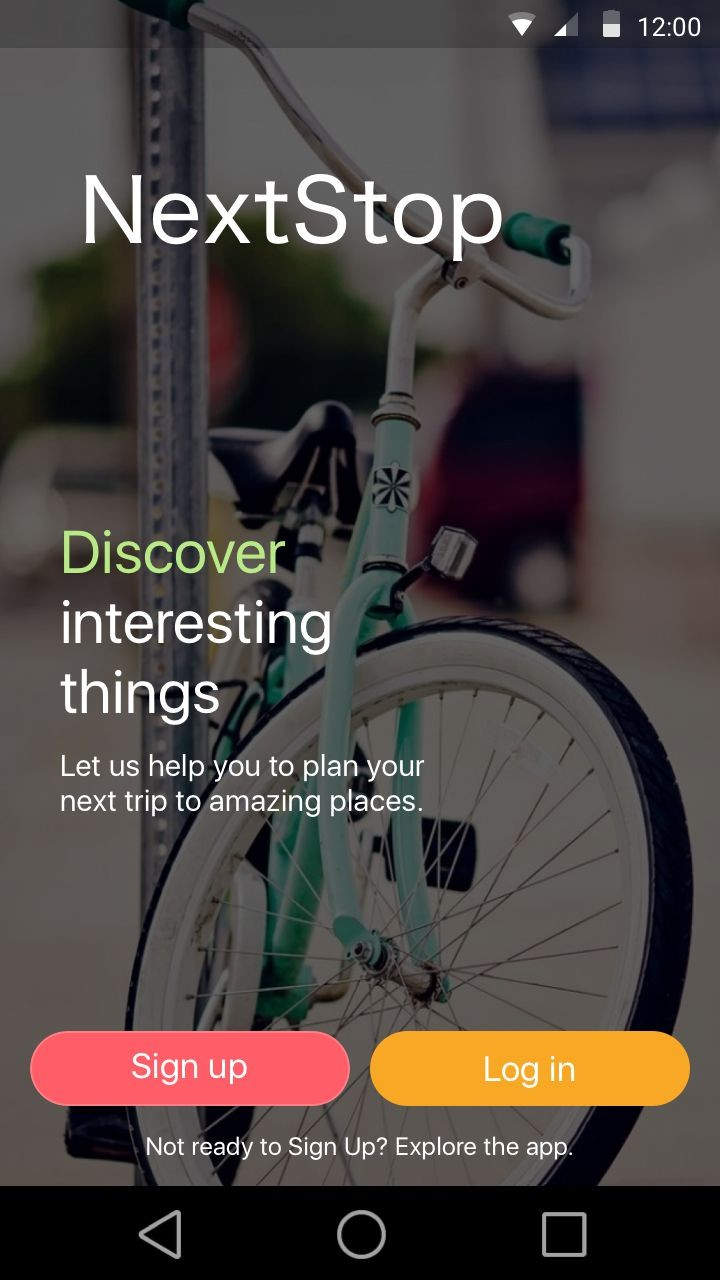 12:00
NextStop
Discover
interesting
things
Let us help you to plan your
next trip to amazing places.
Sign up
Log in
Not ready to Sign Up? Explore the app.